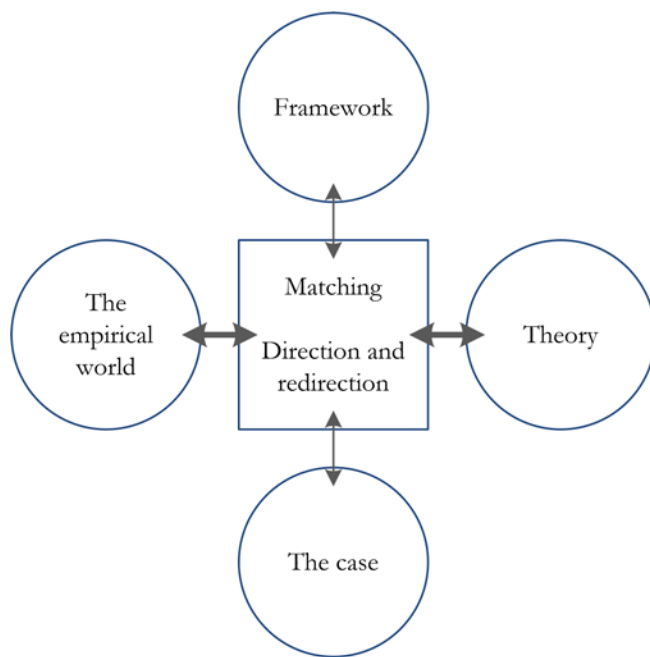 Framework
Matching
Direction and
redirection
The
empirical
world
Theory
The case